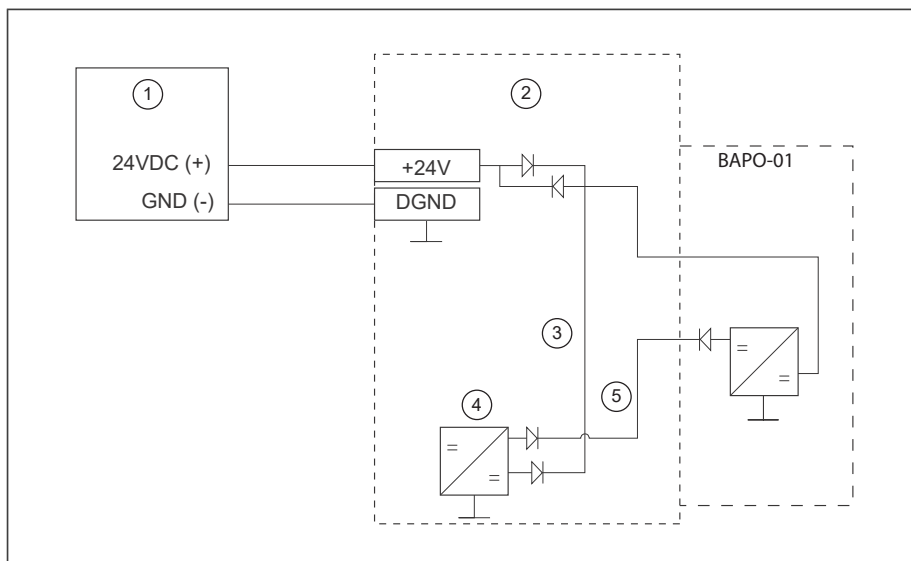 1
2
24VDC (+)
+24V
BAPO-01
GND (-)
DGND
3
=
=
5
4
=
=